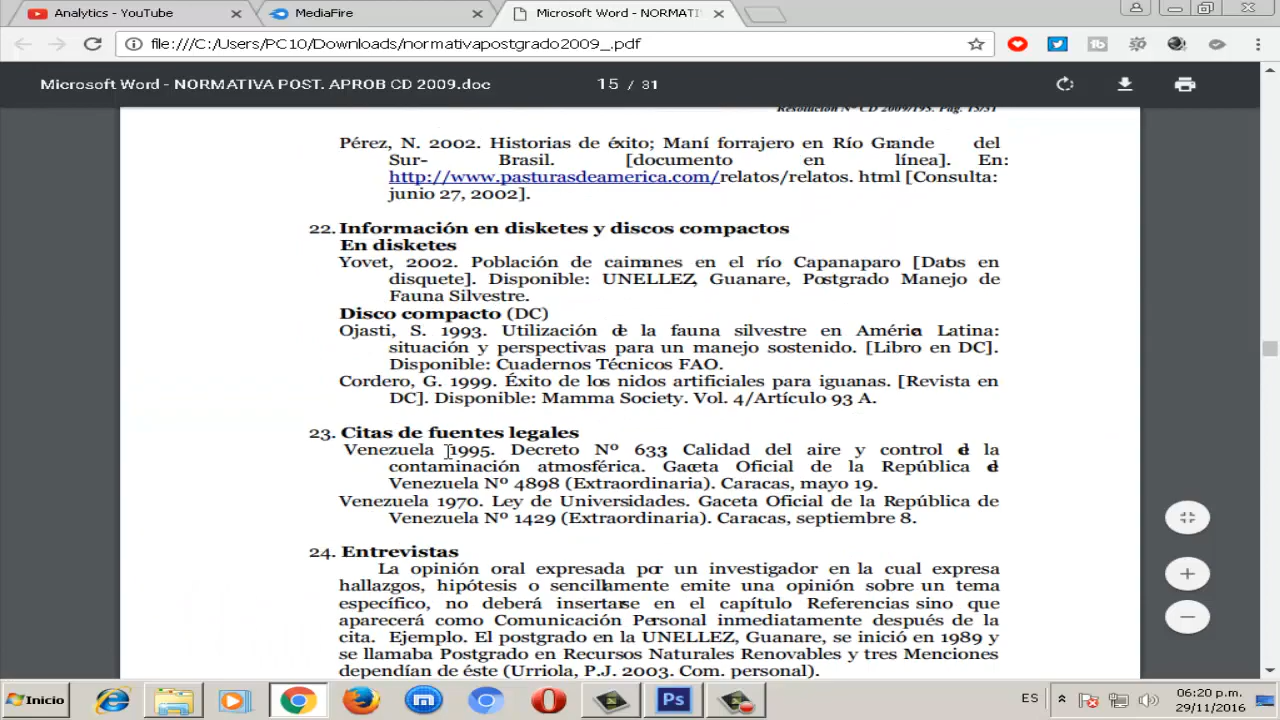 Analytics - YouTube
MediaFire
Microsoft Word - NORMATI
file:///C:/Users/PC10/Downloads/normativapostgrado2009_.pdf
Microsoft Word - NORMATIVA POST. APROB CD 2009.doc
15 / 31
Resolución Nº CD 2009/193. Pág. 15/31
Pérez, N. 2002. Historias de éxito; Maní forrajero en Río Grande del
Sur- Brasil. [documento en línea]. En:
http://www.pasturasdeamerica.com/relatos/relatos. html [Consulta:
junio 27, 2002].
22. Información en disketes y discos compactos
En disketes
Yovet, 2002. Población de caimanes en el río Capanaparo [Datos en
disquete]. Disponible: UNELLEZ, Guanare, Postgrado Manejo de
Fauna Silvestre.
Disco compacto (DC)
Ojasti, S. 1993. Utilización de la fauna silvestre en América Latina:
situación y perspectivas para un manejo sostenido. [Libro en DC].
Disponible: Cuadernos Técnicos FAO.
Cordero, G. 1999. Éxito de los nidos artificiales para iguanas. [Revista en
DC]. Disponible: Mamma Society. Vol. 4/Artículo 93 A.
23. Citas de fuentes legales
Venezuela 1995. Decreto Nº 633 Calidad del aire y control de la
contaminación atmosférica. Gaceta Oficial de la República de
Venezuela Nº 4898 (Extraordinaria). Caracas, mayo 19.
Venezuela 1970. Ley de Universidades. Gaceta Oficial de la República de
Venezuela Nº 1429 (Extraordinaria). Caracas, septiembre 8.
24. Entrevistas
La opinión oral expresada por un investigador en la cual expresa
hallazgos, hipótesis o sencillamente emite una opinión sobre un tema
específico, no deberá insertarse en el capítulo Referencias sino que
aparecerá como Comunicación Personal inmediatamente después de la
cita. Ejemplo. El postgrado en la UNELLEZ, Guanare, se inició en 1989 y
se llamaba Postgrado en Recursos Naturales Renovables y tres Menciones
dependían de éste (Urriola, P.J. 2003. Com. personal).
Inicio
Ps
ES
06:20 p.m.
29/11/2016